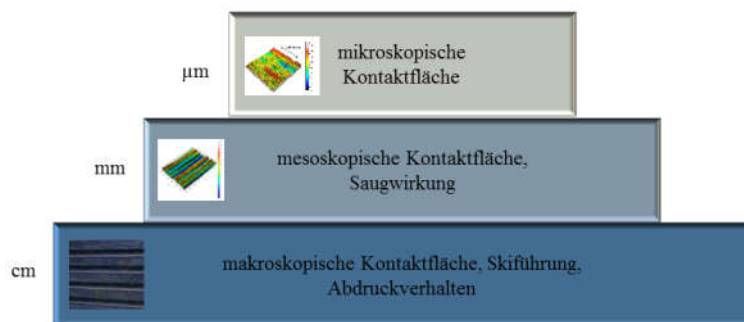 mikroskopische
Kontaktfläche
µm
mesoskopische Kontaktfläche,
Saugwirkung
mm
makroskopische Kontaktfläche, Skiführung,
Abdruckverhalten
cm